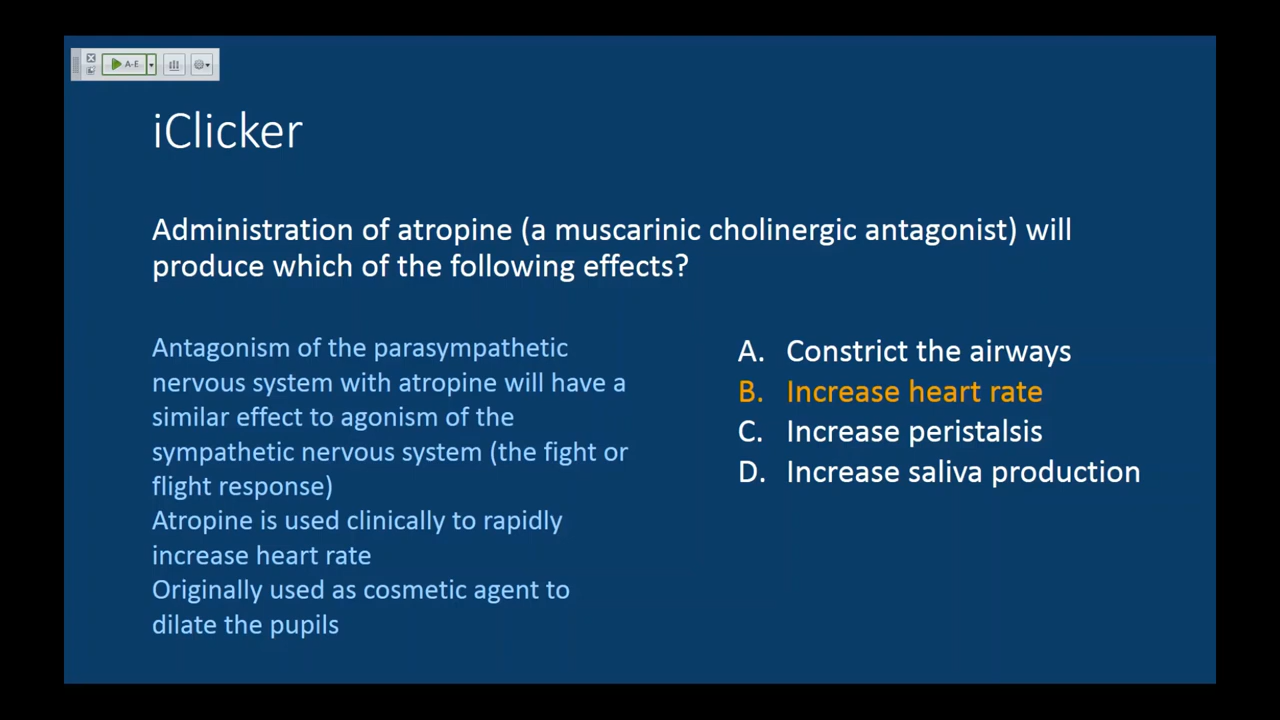 A-E
iClicker
Administration of atropine (a muscarinic cholinergic antagonist) will
produce which of the following effects?
Antagonism of the parasympathetic
nervous system with atropine will have a
similar effect to agonism of the
sympathetic nervous system (the fight or
flight response)
Atropine is used clinically to rapidly
increase heart rate
Originally used as cosmetic agent to
dilate the pupils
A. Constrict the airways
B. Increase heart rate
C. Increase peristalsis
D. Increase saliva production